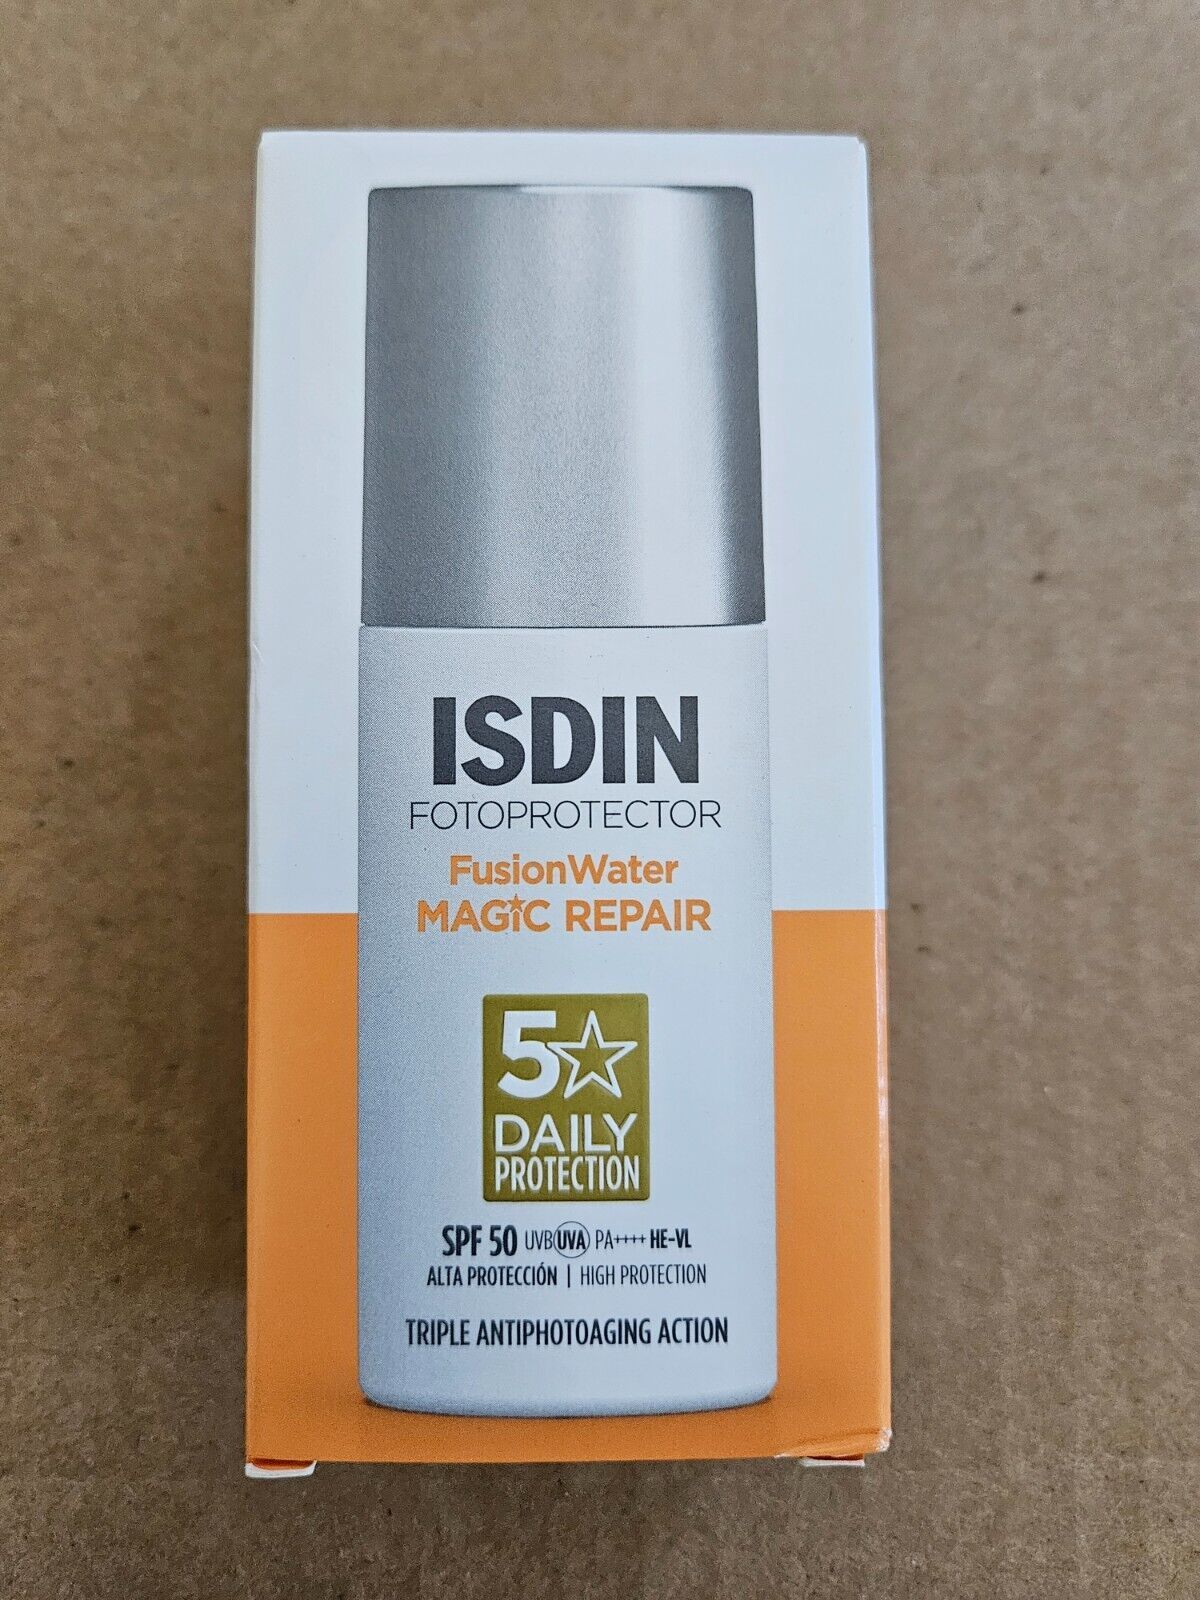 ISDIN
FOTOPROTECTOR
FusionWater
MAGIC REPAIR
5☆
DAILY
PROTECTION
SPF 50 UVB UVA PA++++ HE-VL
ALTA PROTECCIÓN | HIGH PROTECTION
TRIPLE ANTIPHOTOAGING ACTION